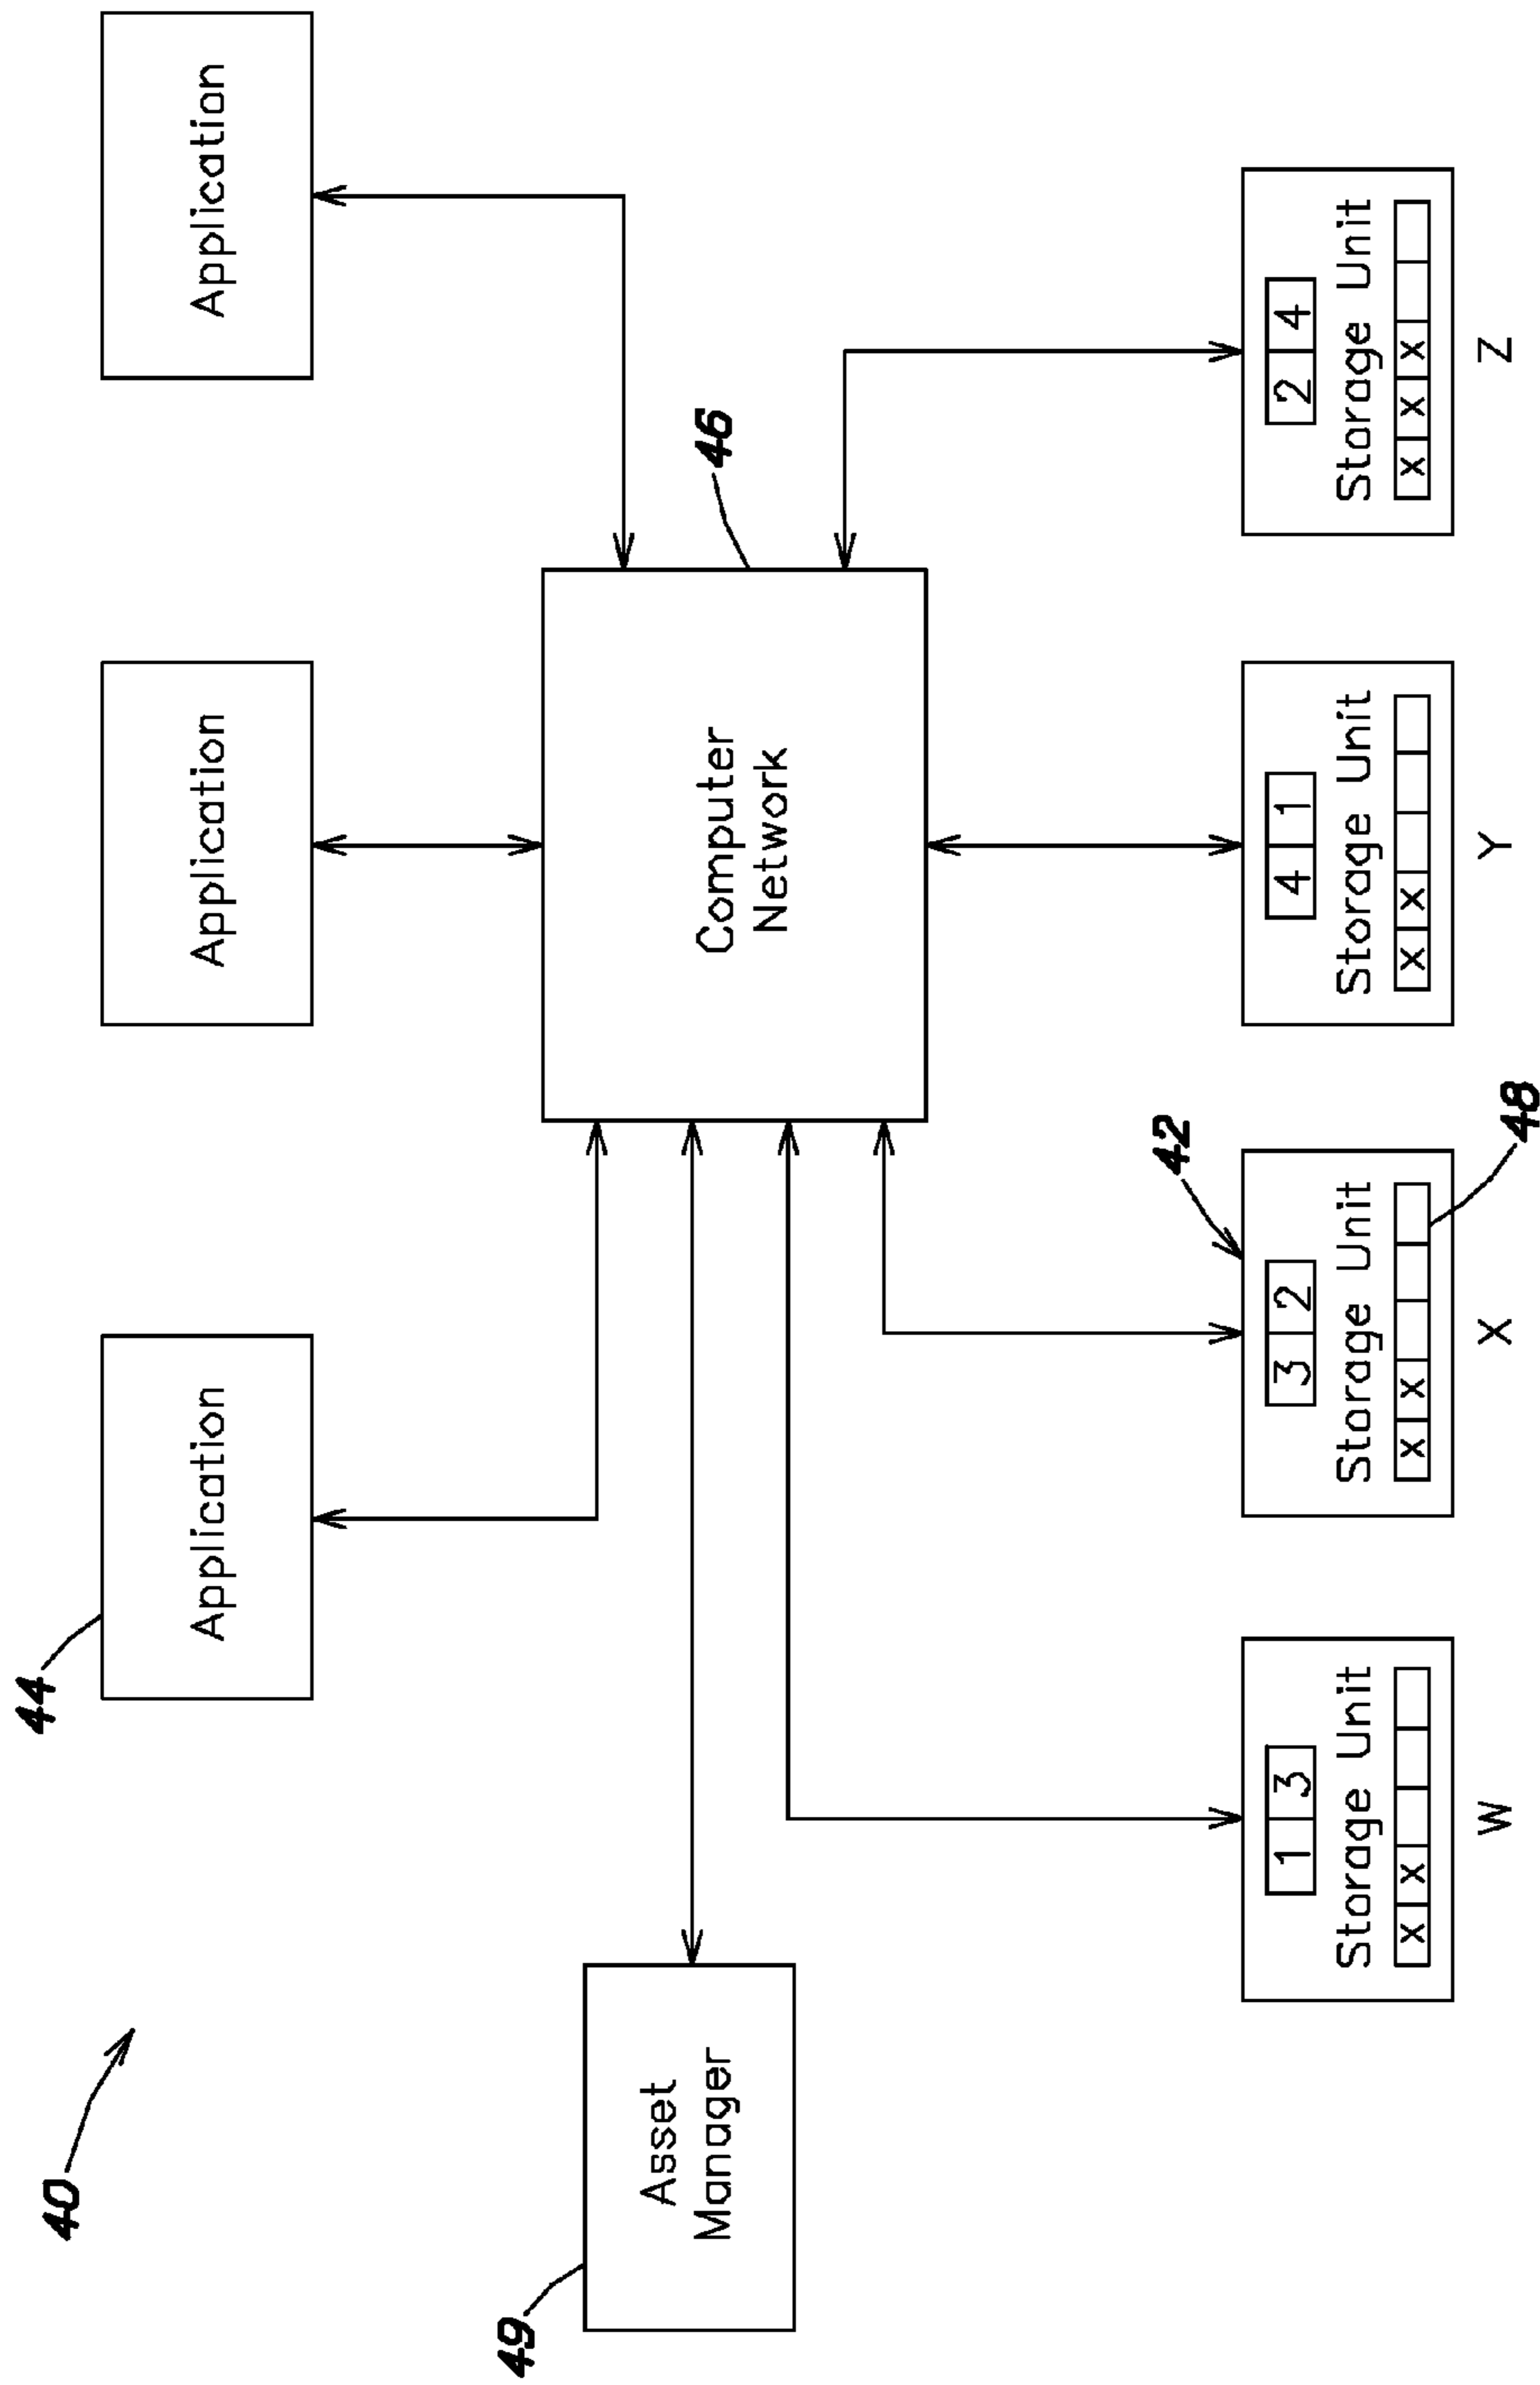 40
44
Application
Application
Application
49
Asset
Manager
Computer
Network
46
42
1 3
Storage Unit
x x
W
3 2
Storage Unit
x x
48
X
4 1
Storage Unit
x x
Y
2 4
Storage Unit
x x x
Z